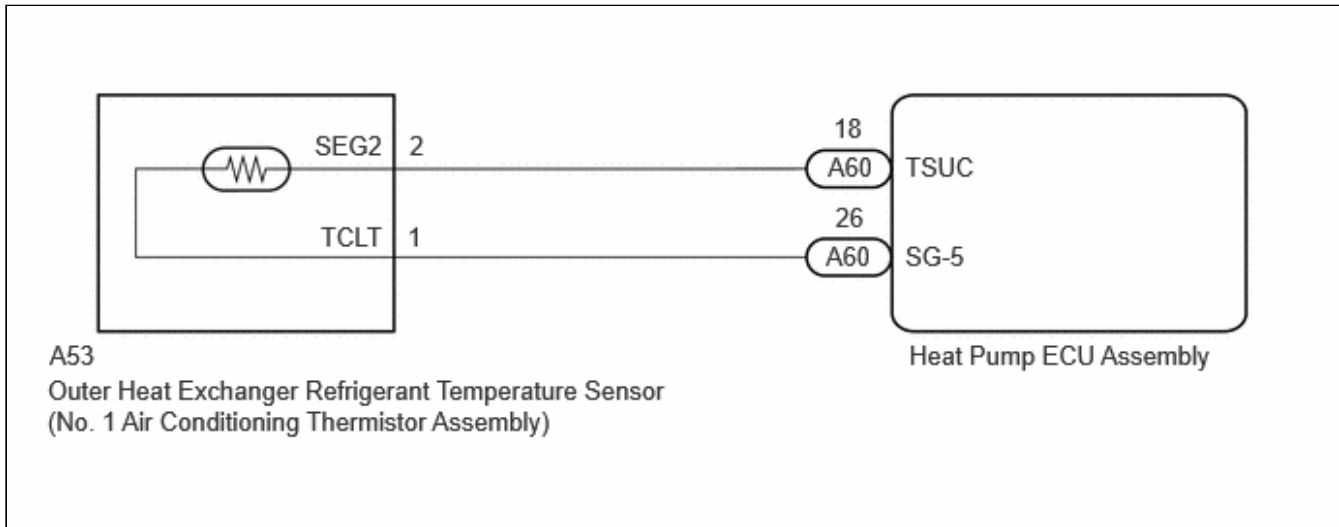 SEG2 2
18
A60 TSUC
TCLT 1
26
A60 SG-5
A53
Outer Heat Exchanger Refrigerant Temperature Sensor
(No. 1 Air Conditioning Thermistor Assembly)
Heat Pump ECU Assembly